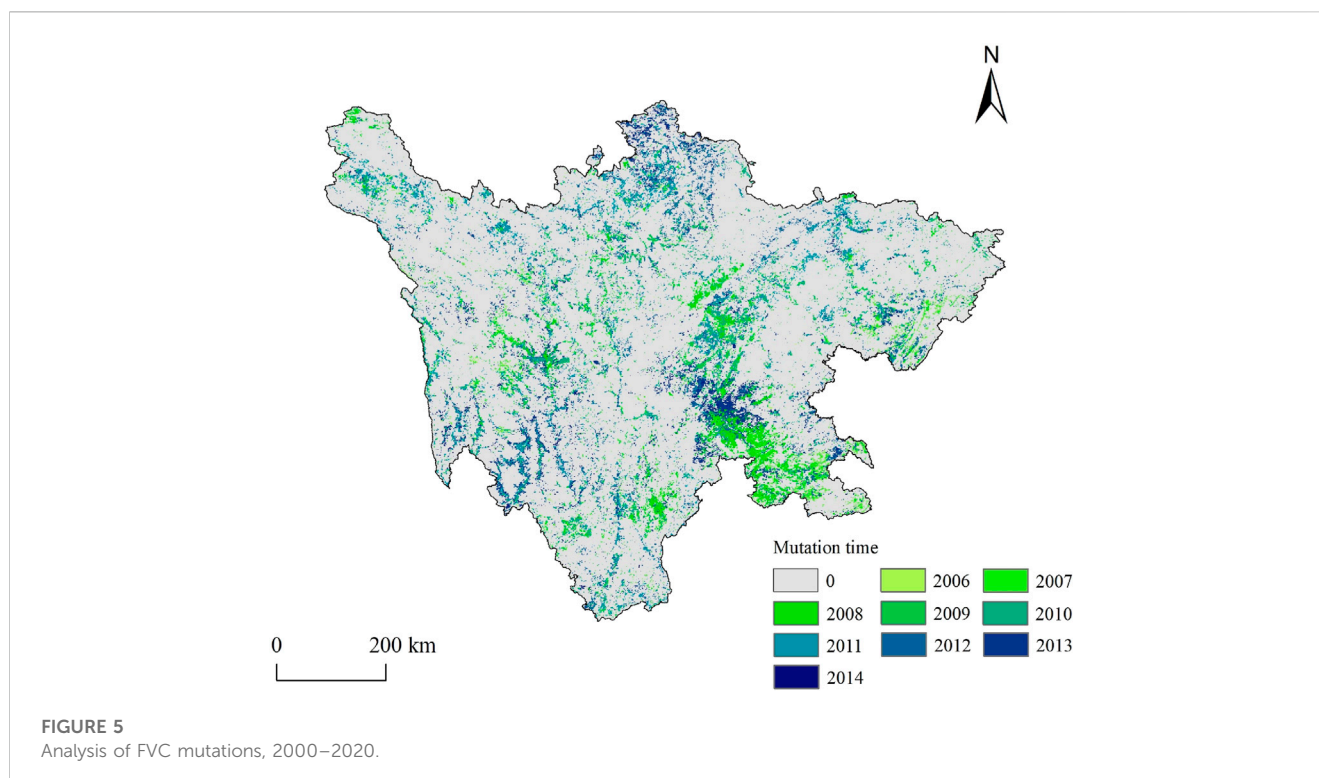 N
Mutation time
0 2006 2007
2008 2009 2010
2011 2012 2013
2014
0 200 km
FIGURE 5
Analysis of FVC mutations, 2000–2020.